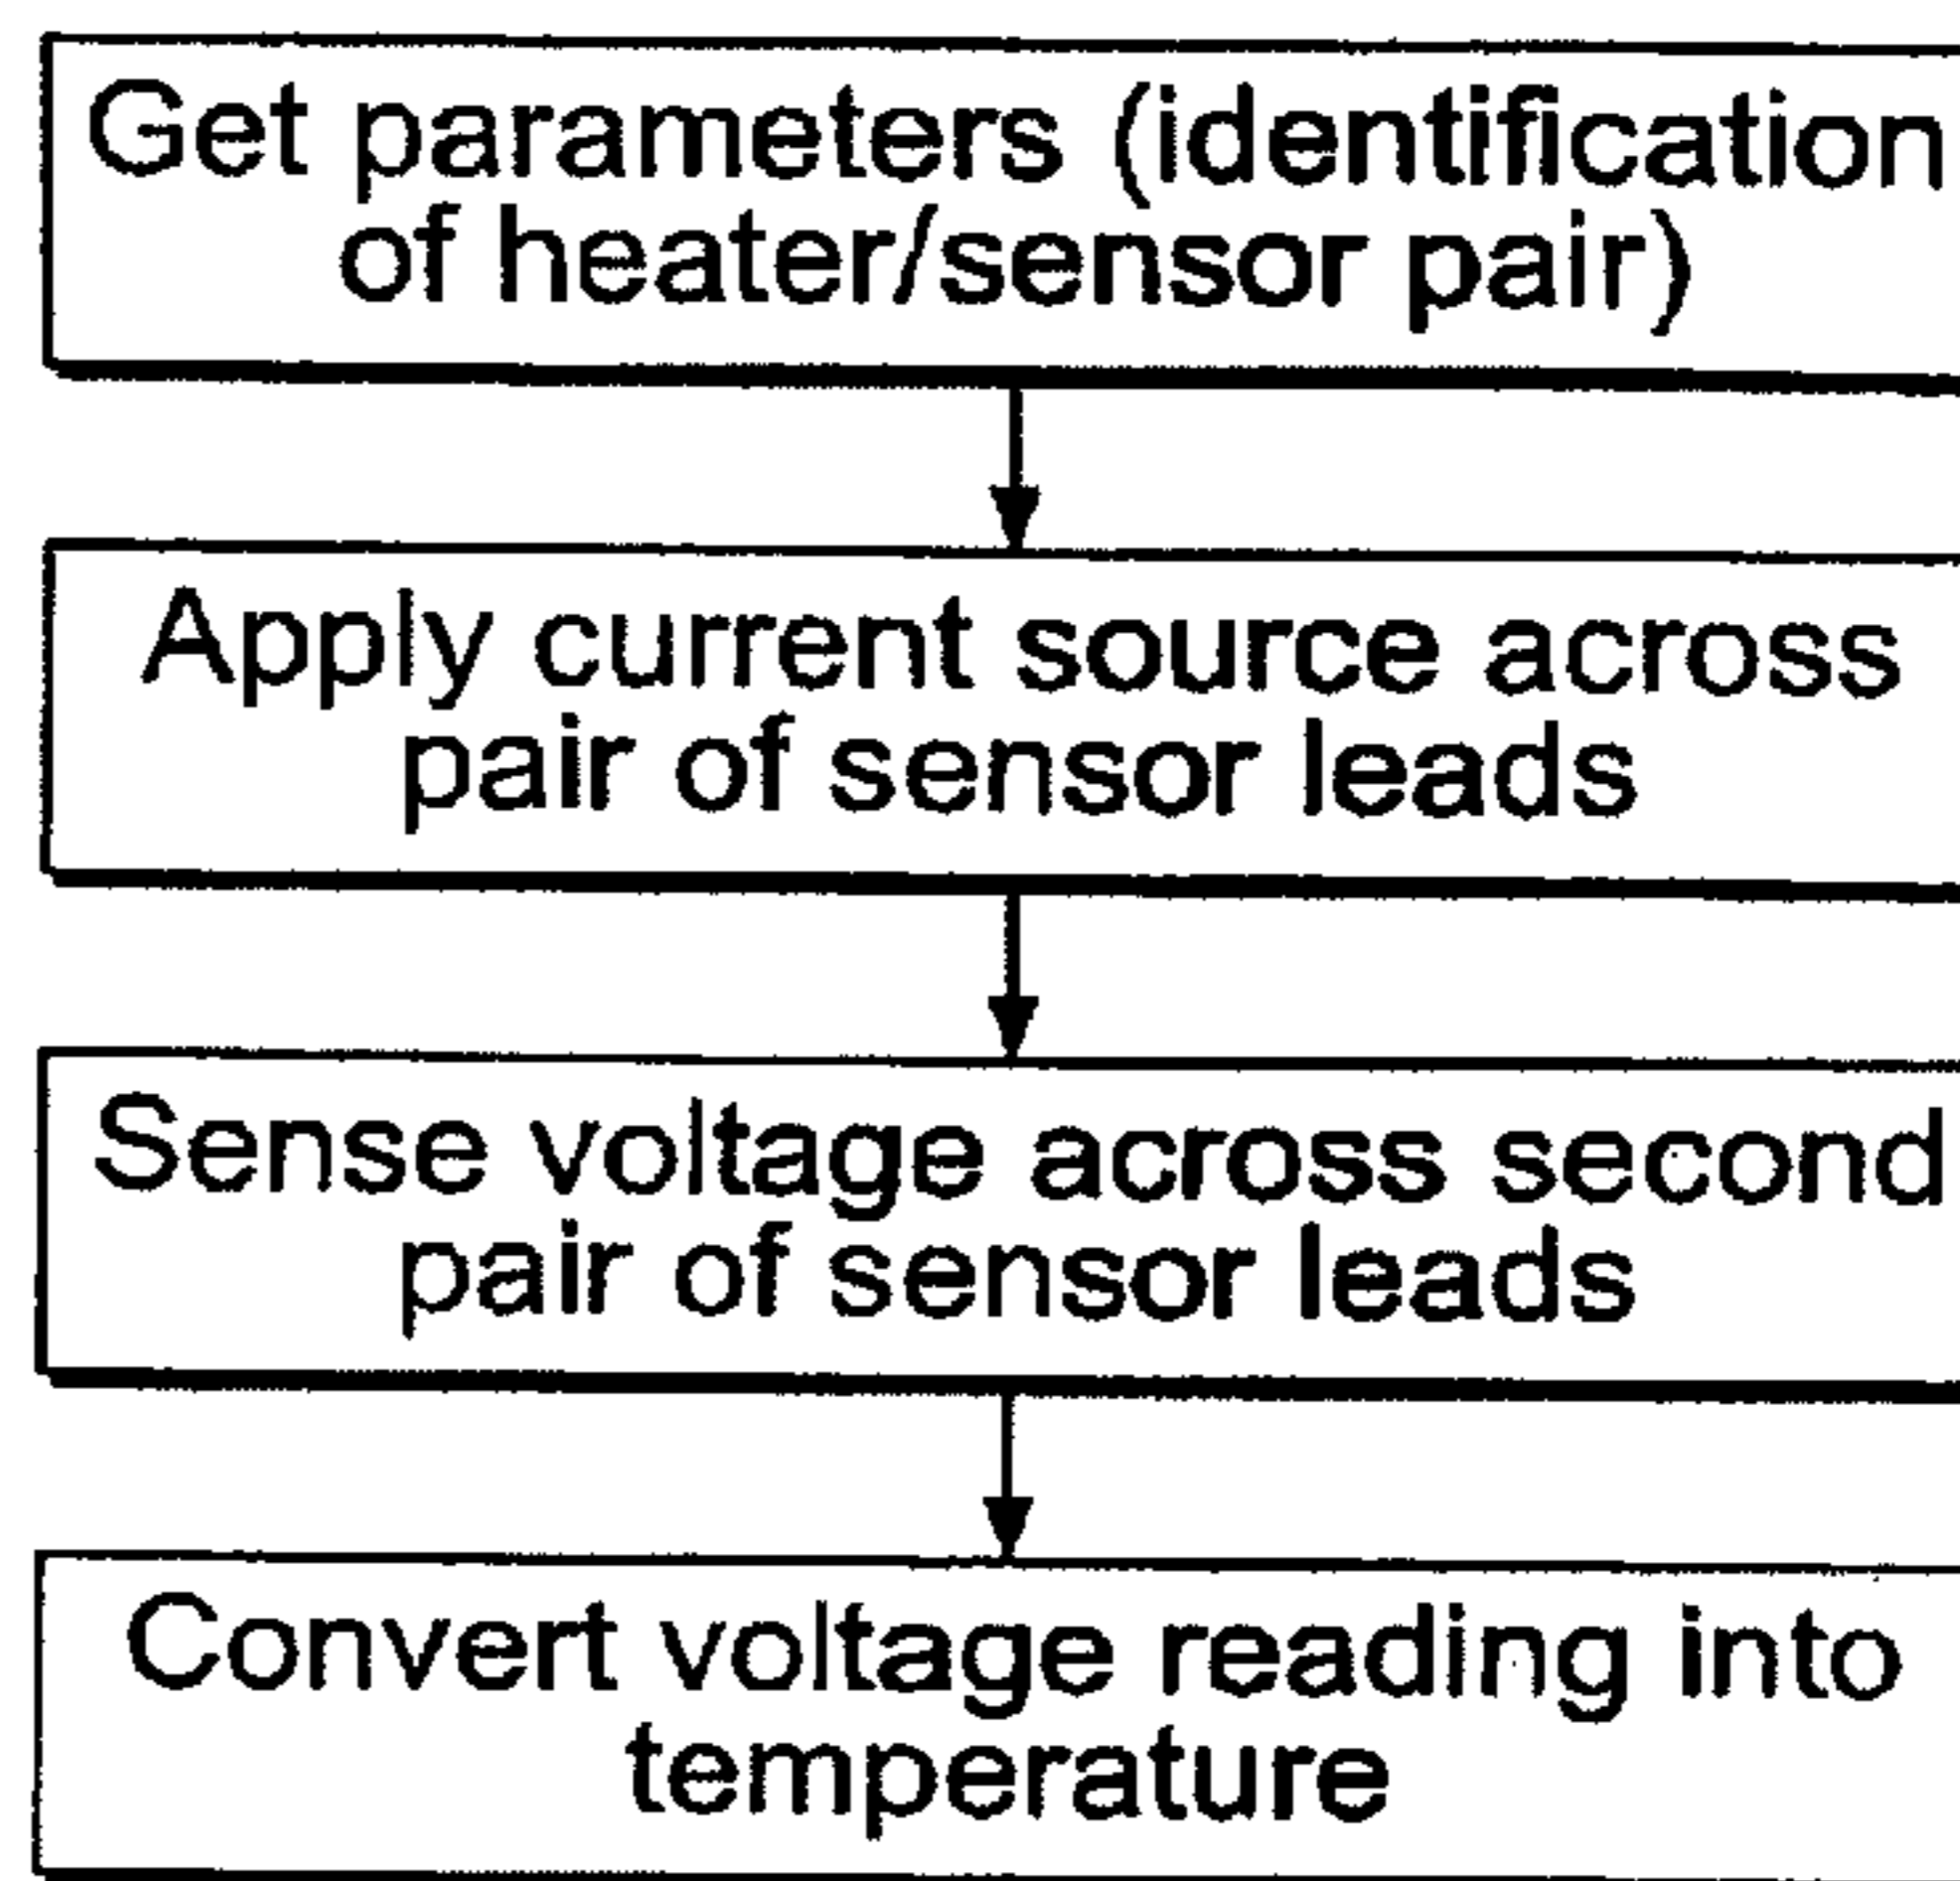 Get parameters (identification
of heater/sensor pair)
Apply current source across
pair of sensor leads
Sense voltage across second
pair of sensor leads
Convert voltage reading into
temperature